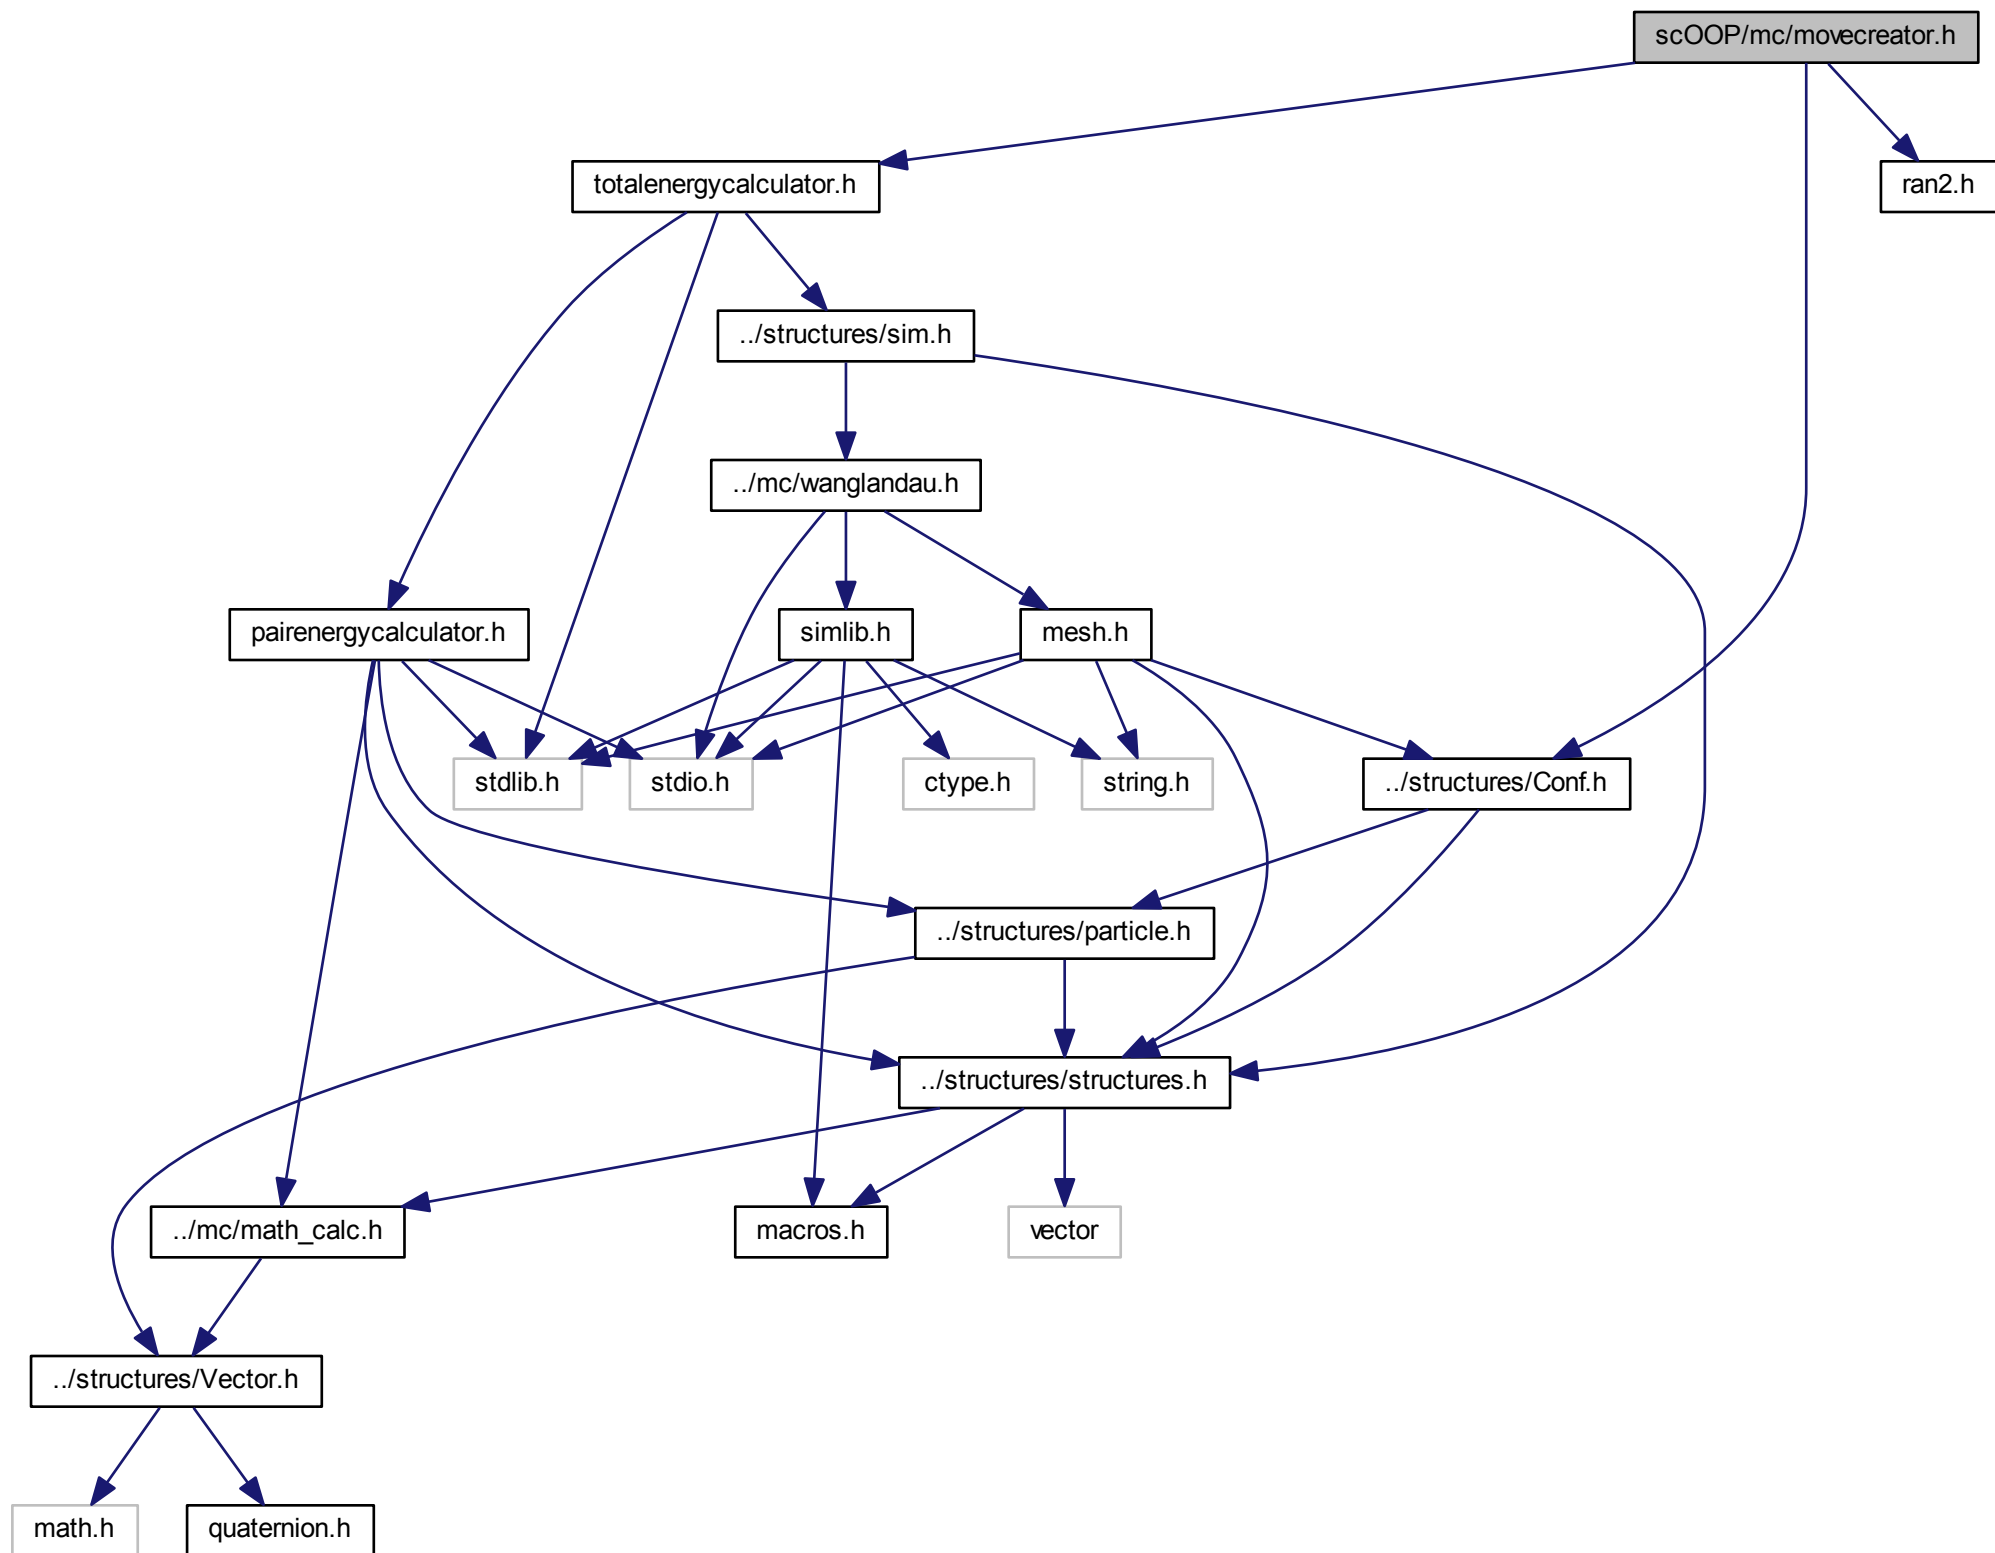 scOOP/mc/movecreator.h
totalenergycalculator.h
ran2.h
../structures/sim.h
../mc/wanglandau.h
pairenergycalculator.h
simlib.h
mesh.h
stdlib.h
stdio.h
ctype.h
string.h
../structures/Conf.h
../structures/particle.h
../structures/structures.h
../mc/math_calc.h
macros.h
vector
../structures/Vector.h
math.h
quaternion.h